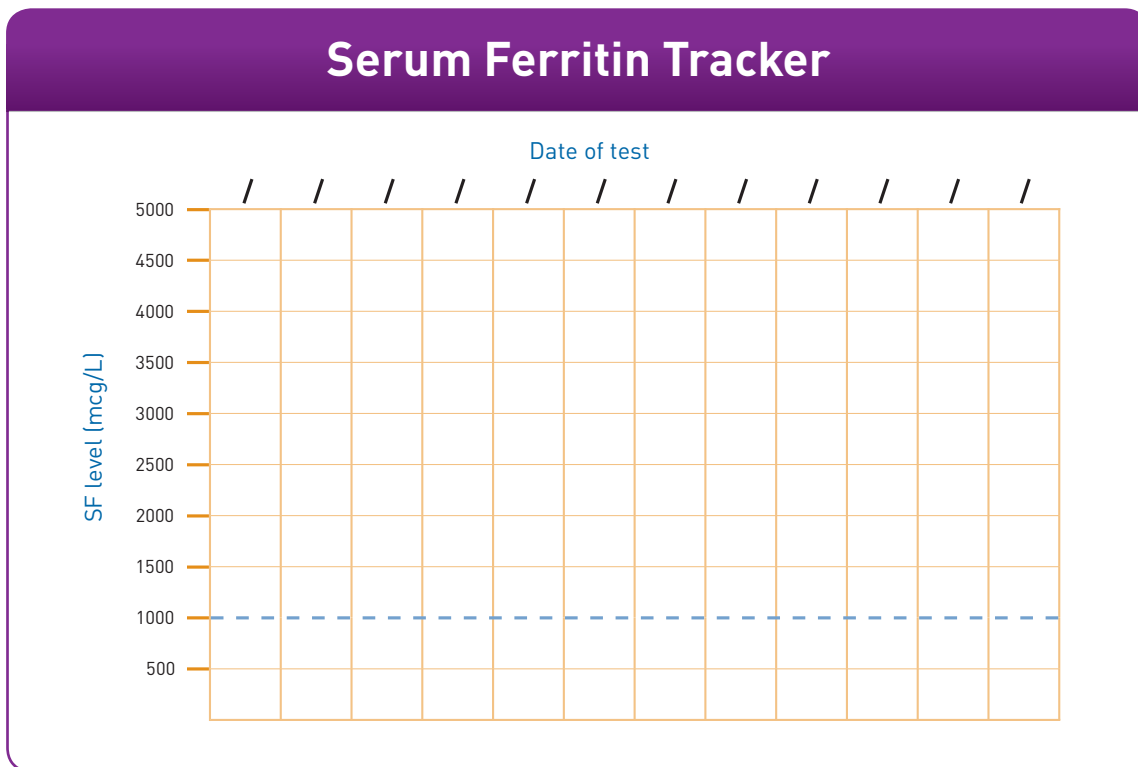 Serum Ferritin Tracker
Date of test
/ / / / / / / / / / / /
5000
4500
4000
3500
3000
2500
2000
1500
1000
500
SF level (mcg/L)